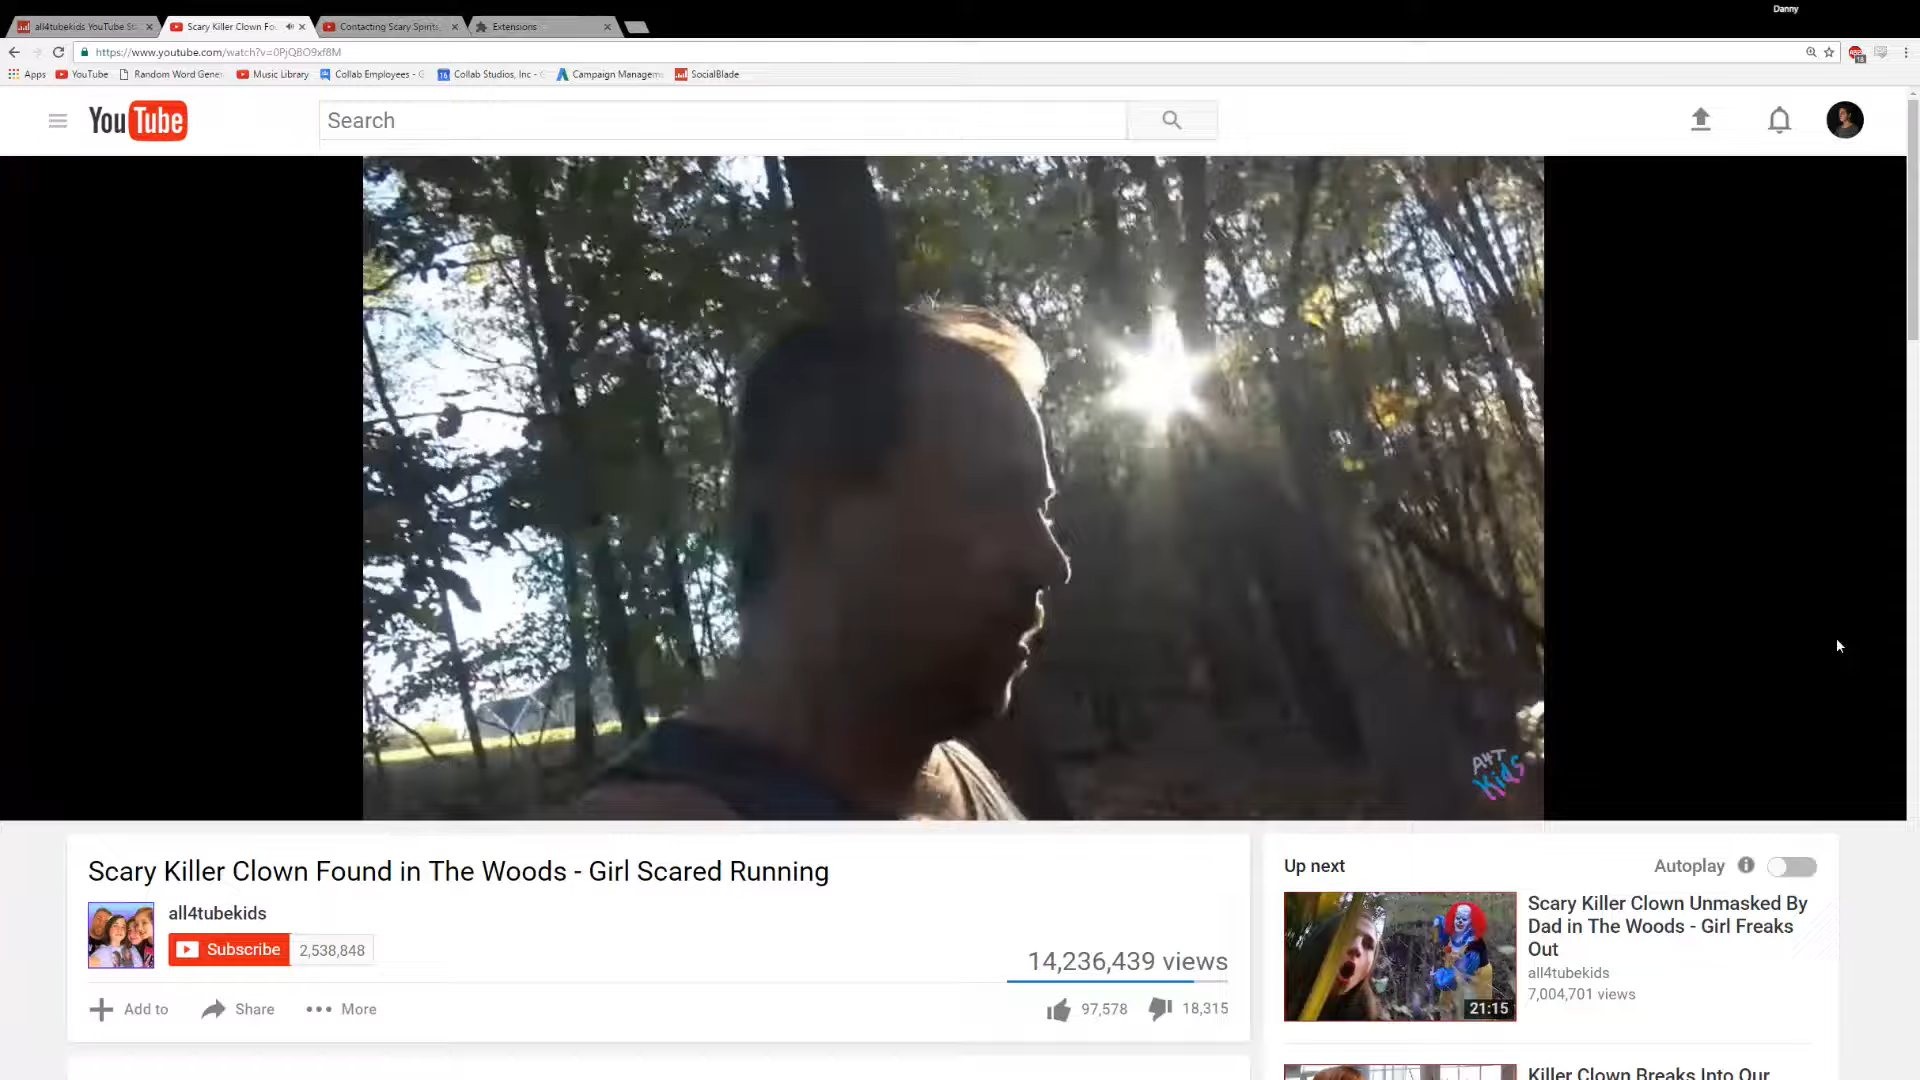 Danny
all4tubekids YouTube St
Scary Killer Clown Fo
Contacting Scary Spirits
Extensions
https://www.youtube.com/watch?v=0PjQBO9xf8M
Apps
YouTube
Random Word Gene
Music Library
Collab Employees - G
Collab Studios, Inc -
Campaign Managem
SocialBlade
YouTube
Search
A4T
Kids
Scary Killer Clown Found in The Woods - Girl Scared Running
all4tubekids
Subscribe 2,538,848
14,236,439 views
Add to
Share
More
97,578
18,315
Up next
Autoplay
Scary Killer Clown Unmasked By
Dad in The Woods - Girl Freaks
Out
all4tubekids
7,004,701 views
21:15
Killer Clown Breaks Into Our